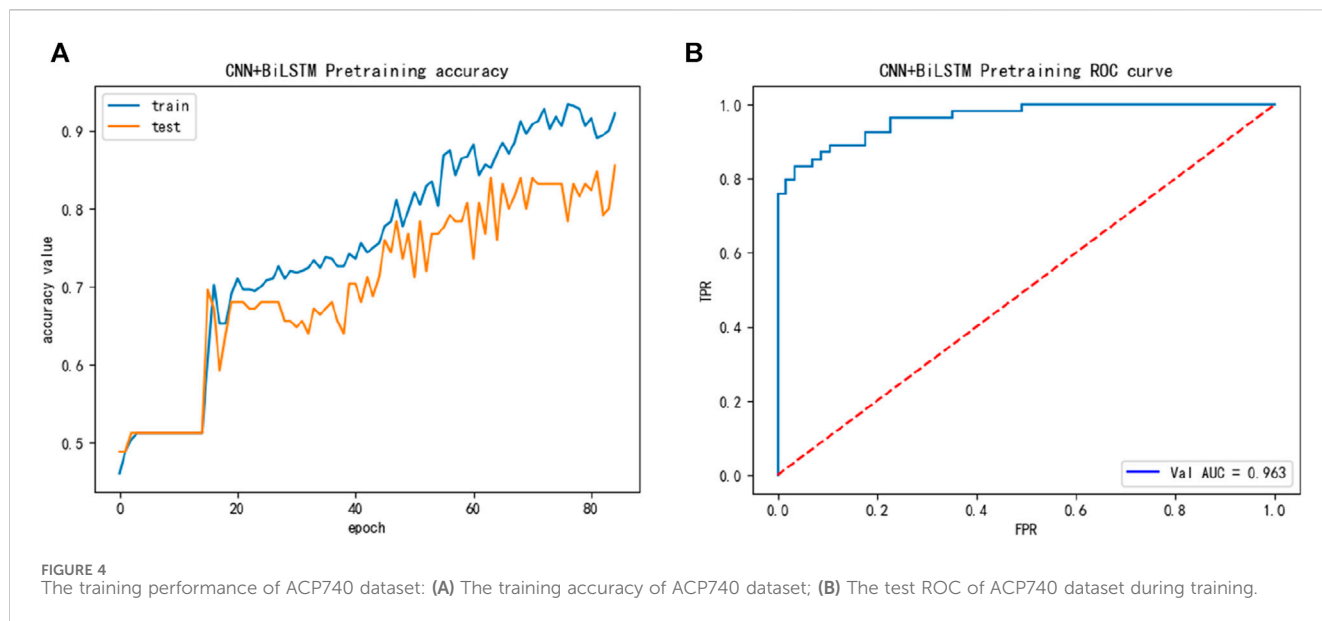 A
CNN+BiLSTM Pretraining accuracy
train
test
0.9
0.8
0.7
0.6
0.5
accuracy value
0
20
40
60
80
epoch
B
CNN+BiLSTM Pretraining ROC curve
1.0
0.8
0.6
0.4
0.2
0.0
TPR
Val AUC = 0.963
0.0
0.2
0.4
0.6
0.8
1.0
FPR
FIGURE 4
The training performance of ACP740 dataset: (A) The training accuracy of ACP740 dataset; (B) The test ROC of ACP740 dataset during training.